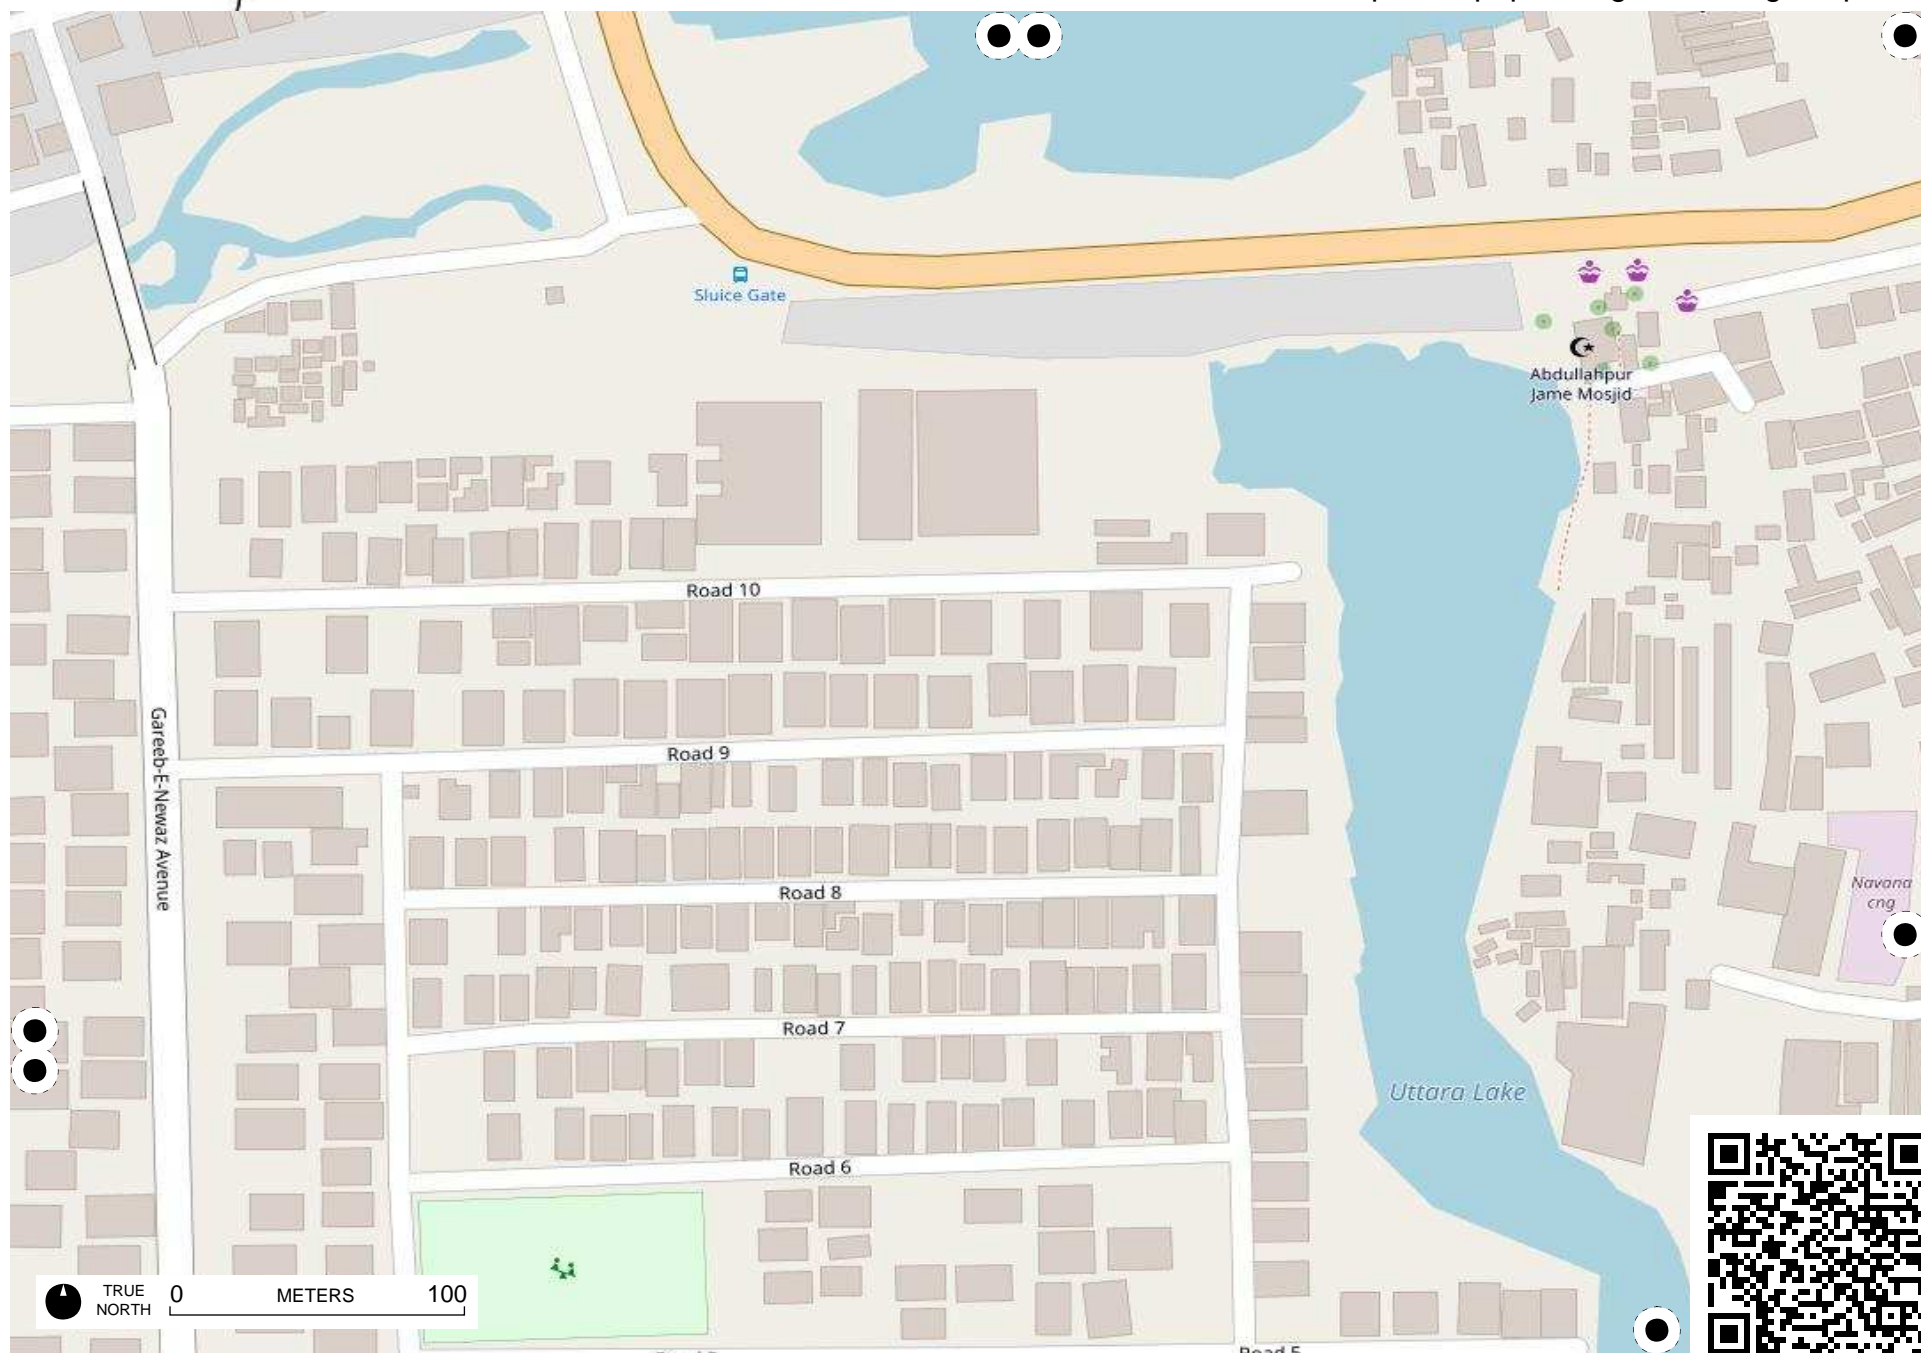 Sluice Gate
Abdullahpur
Jame Mosjid
Road 10
Gareeb-E-Newaz Avenue
Road 9
Road 8
Navana
cng
Road 7
Uttara Lake
Road 6
TRUE
NORTH
0 METERS 100
Road 5